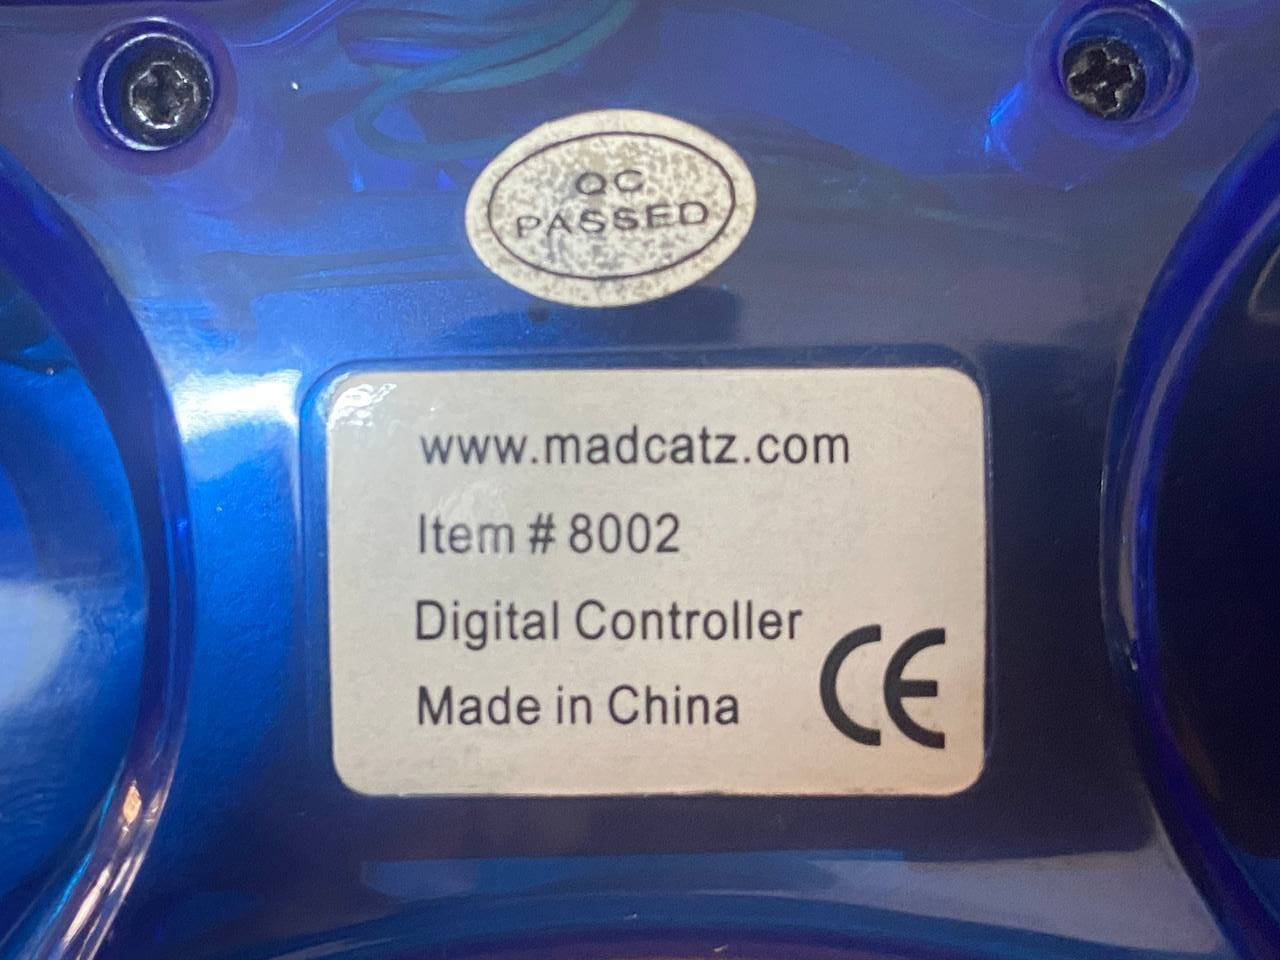 QC
PASSED
www.madcatz.com
Item # 8002
Digital Controller
Made in China
CE